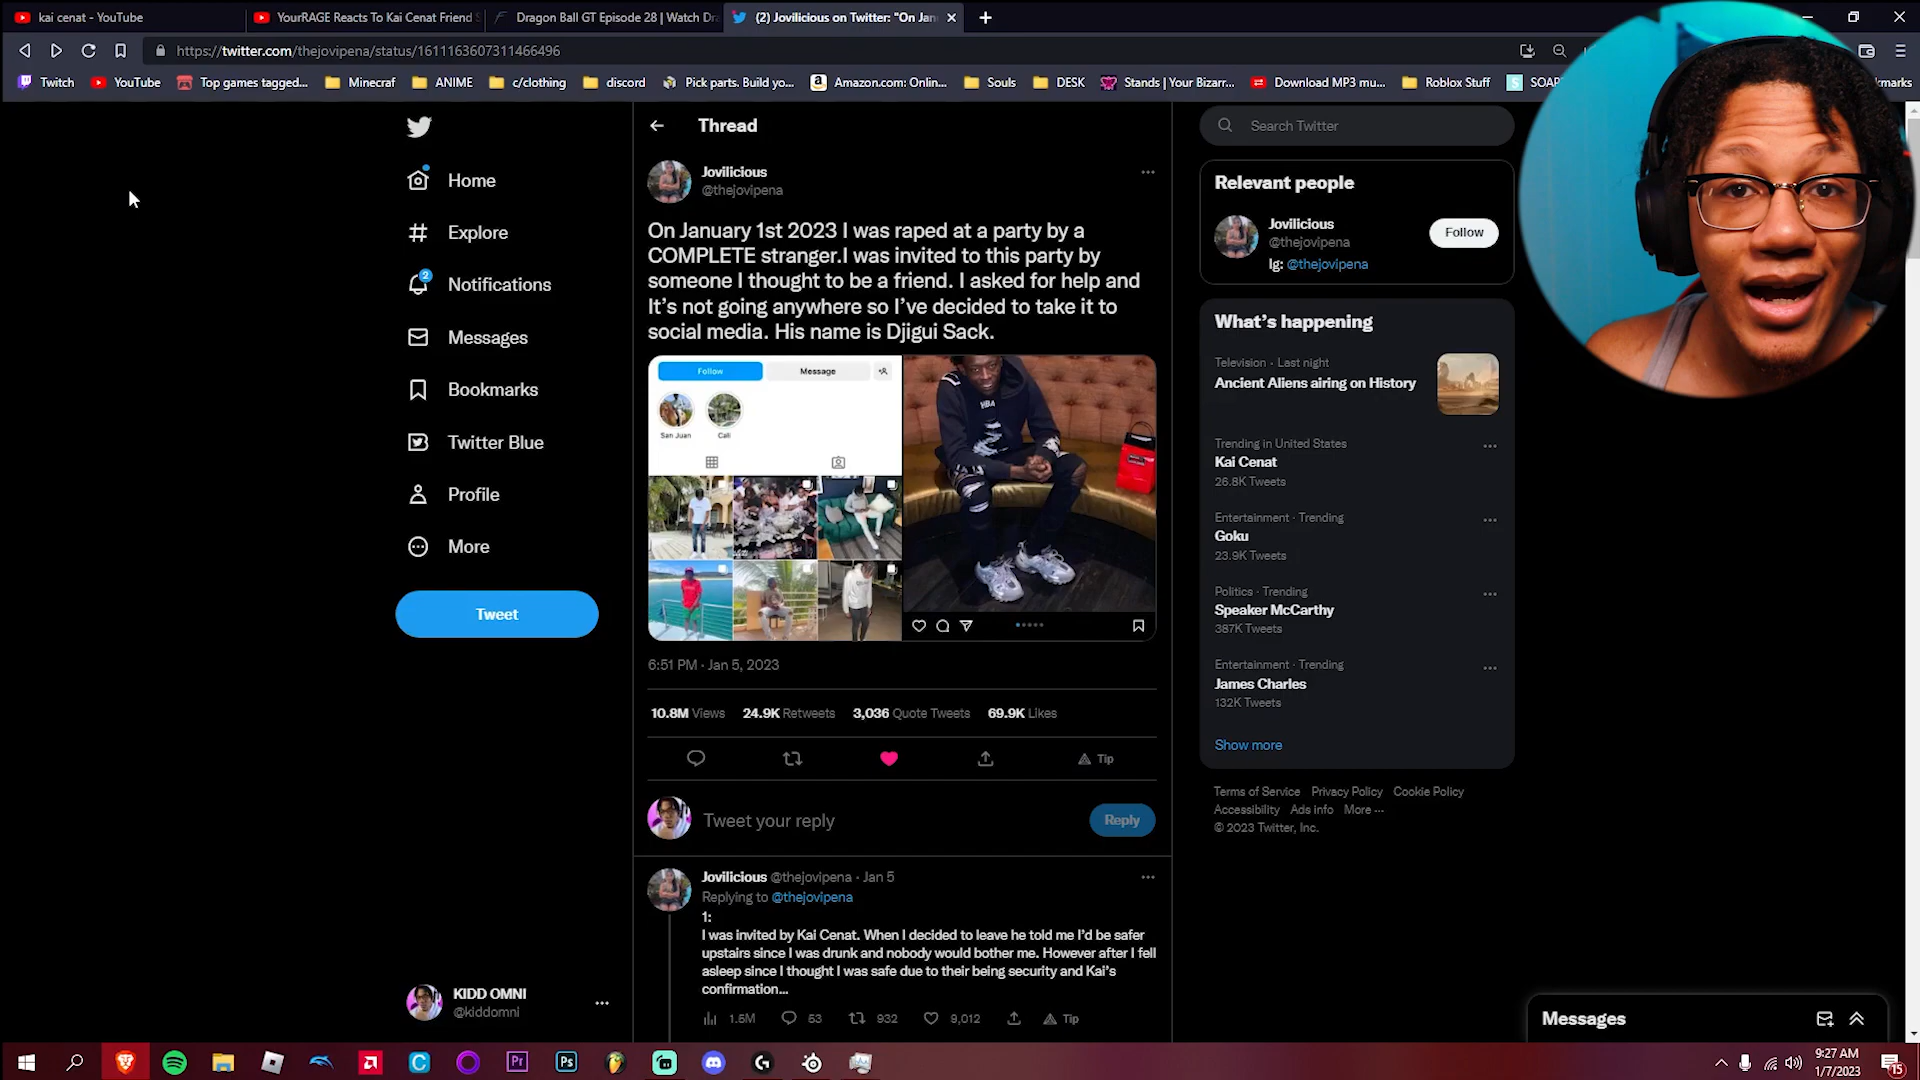 kai cenat - YouTube
YourRAGE Reacts To Kai Cenat Friend S
Dragon Ball GT Episode 28 | Watch Dr
(2) Jovilicious on Twitter: "On Jan
https://twitter.com/thejovipena/status/1611163607311466496
Twitch
YouTube
Top games tagged...
Minecraf
ANIME
c/clothing
discord
Pick parts. Build yo...
Amazon.com: Onlin...
Souls
DESK
Stands | Your Bizarr...
Download MP3 mu...
Roblox Stuff
SOAP
kmarks
Home
Explore
2
Notifications
Messages
Bookmarks
Twitter Blue
Profile
More
Tweet
KIDD OMNI
@kiddomni
Thread
Jovilicious
@thejovipena
On January 1st 2023 I was raped at a party by a
COMPLETE stranger.I was invited to this party by
someone I thought to be a friend. I asked for help and
It's not going anywhere so I've decided to take it to
social media. His name is Djigui Sack.
Follow
Message
San Juan
Cali
6:51 PM · Jan 5, 2023
10.8M Views 24.9K Retweets 3,036 Quote Tweets 69.9K Likes
Tip
Tweet your reply
Reply
Jovilicious @thejovipena · Jan 5
Replying to @thejovipena
1:
I was invited by Kai Cenat. When I decided to leave he told me I'd be safer
upstairs since I was drunk and nobody would bother me. However after I fell
asleep since I thought I was safe due to their being security and Kai's
confirmation...
1.5M 53 932 9,012 Tip
Search Twitter
Relevant people
Jovilicious
@thejovipena
Ig: @thejovipena
Follow
What's happening
Television · Last night
Ancient Aliens airing on History
Trending in United States
Kai Cenat
26.8K Tweets
Entertainment · Trending
Goku
23.9K Tweets
Politics · Trending
Speaker McCarthy
387K Tweets
Entertainment · Trending
James Charles
132K Tweets
Show more
Terms of Service Privacy Policy Cookie Policy
Accessibility Ads info More ···
© 2023 Twitter, Inc.
Messages
9:27 AM
1/7/2023
15